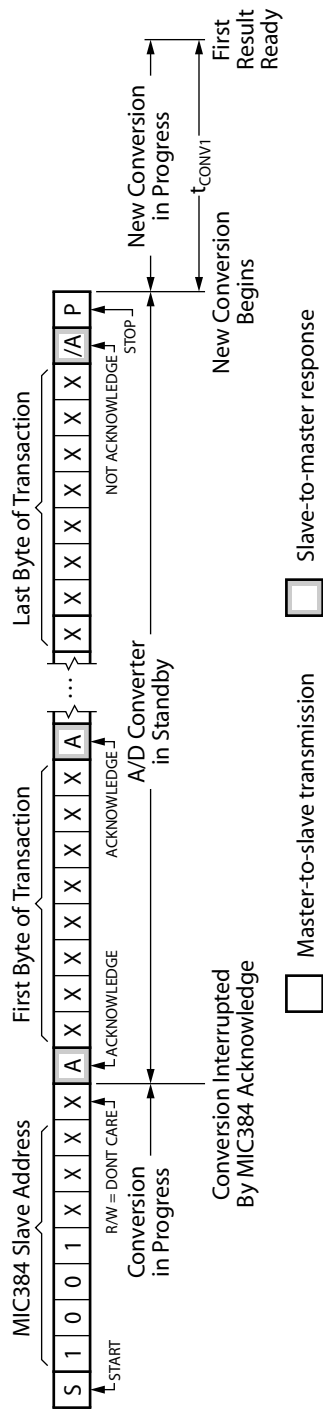 MIC384 Slave Address
First Byte of Transaction
Last Byte of Transaction
S 1 0 0 1 X X X X A X X X X X X X X A ... X X X X X X X X /A P
START
R/W = DONT CARE
ACKNOWLEDGE
ACKNOWLEDGE
NOT ACKNOWLEDGE
STOP
Conversion
in Progress
A/D Converter
in Standby
New Conversion
in Progress
tCONV1
Conversion Interrupted
By MIC384 Acknowledge
New Conversion
Begins
First
Result
Ready
Master-to-slave transmission
Slave-to-master response